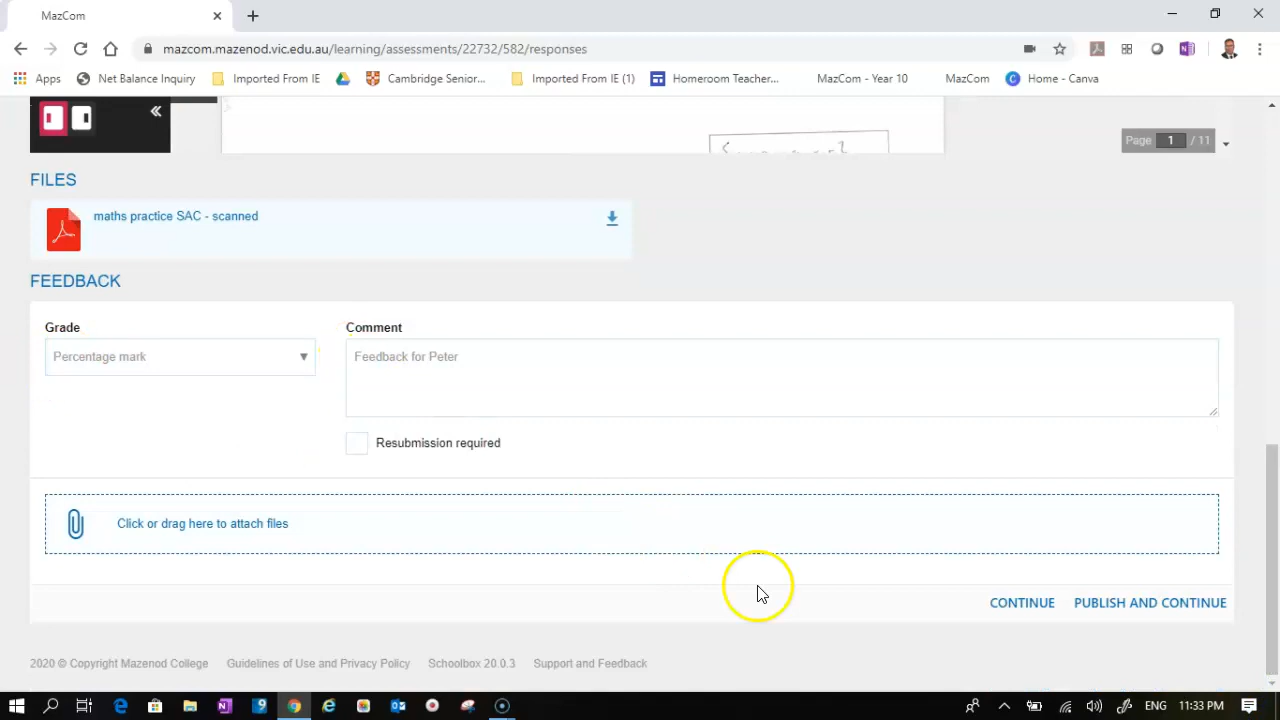 MazCom
mazcom.mazenod.vic.edu.au/learning/assessments/22732/582/responses
Apps Net Balance Inquiry Imported From IE Cambridge Senior... Imported From IE (1) Homeroom Teacher... MazCom - Year 10 MazCom Home - Canva
Page 1 / 11
FILES
maths practice SAC - scanned
FEEDBACK
Grade Comment
Percentage mark Feedback for Peter
Resubmission required
Click or drag here to attach files
CONTINUE PUBLISH AND CONTINUE
2020 © Copyright Mazenod College Guidelines of Use and Privacy Policy Schoolbox 20.0.3 Support and Feedback
ENG 11:33 PM